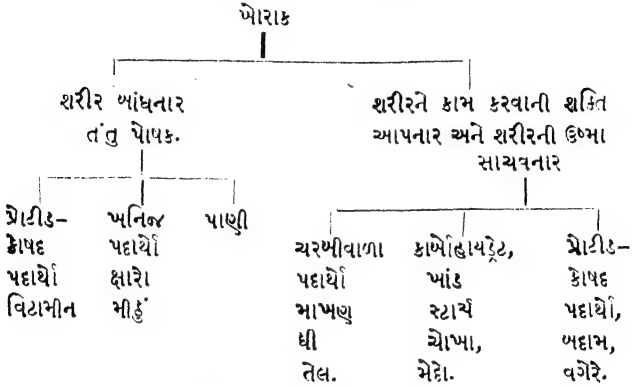 ખોરાક
શરીર બાંધનાર
તંતુ પોષક.
શરીરને કામ કરવાની શક્તિ
આપનાર અને શરીરની ઉષ્મા
સાચવનાર
પ્રોટીડ–
કોષદ
પદાર્થો
વિટામીન
ખનિજ
પદાર્થો
ક્ષારો
મીઠું
પાણી
ચરબીવાળા
પદાર્થો
માખણ
ઘી
તેલ.
કાર્બોહાયડ્રેટ,
ખાંડ
સ્ટાર્ચ
ચોખા,
મેદો.
પ્રોટીડ–
કોષદ
પદાર્થો,
બદામ,
વગેરે.